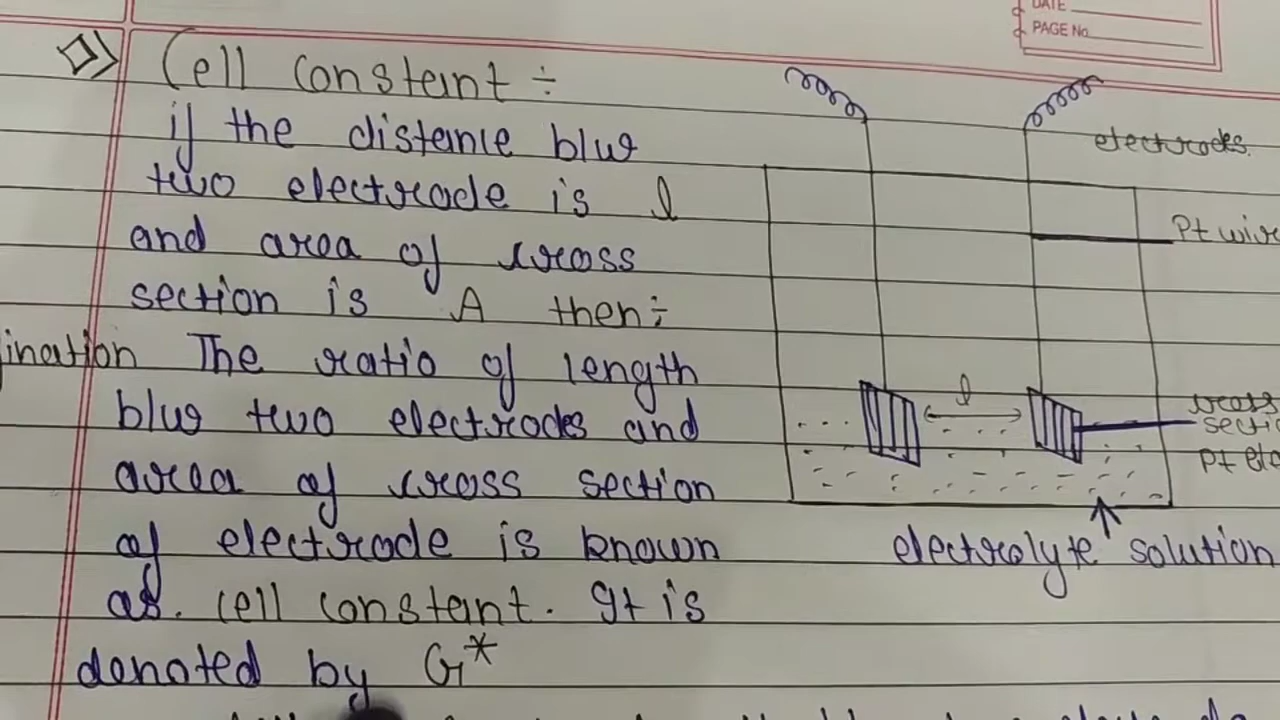 DATE
PAGE No.
Cell constant ÷
if the distance b/w
two electrode is l
and area of cross
section is A then ÷
ination The ratio of length
b/w two electrodes and
area of cross section
of electrode is known
as. cell constant. It is
denoted by G*
electrodes.
Pt wire
l
cross
secti
Pt ele
electrolyte solution